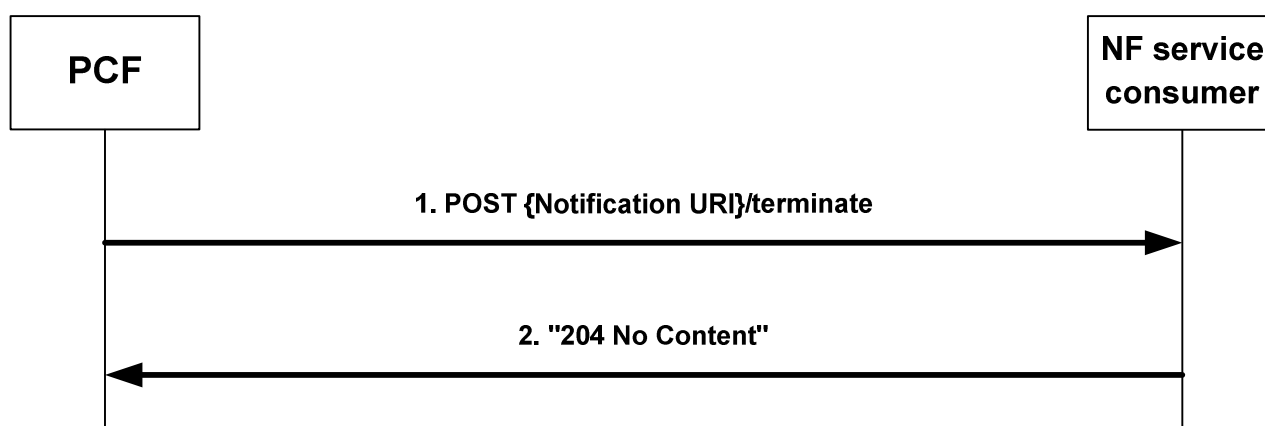 PCF
NF service
consumer
1. POST {Notification URI}/terminate
2. "204 No Content"